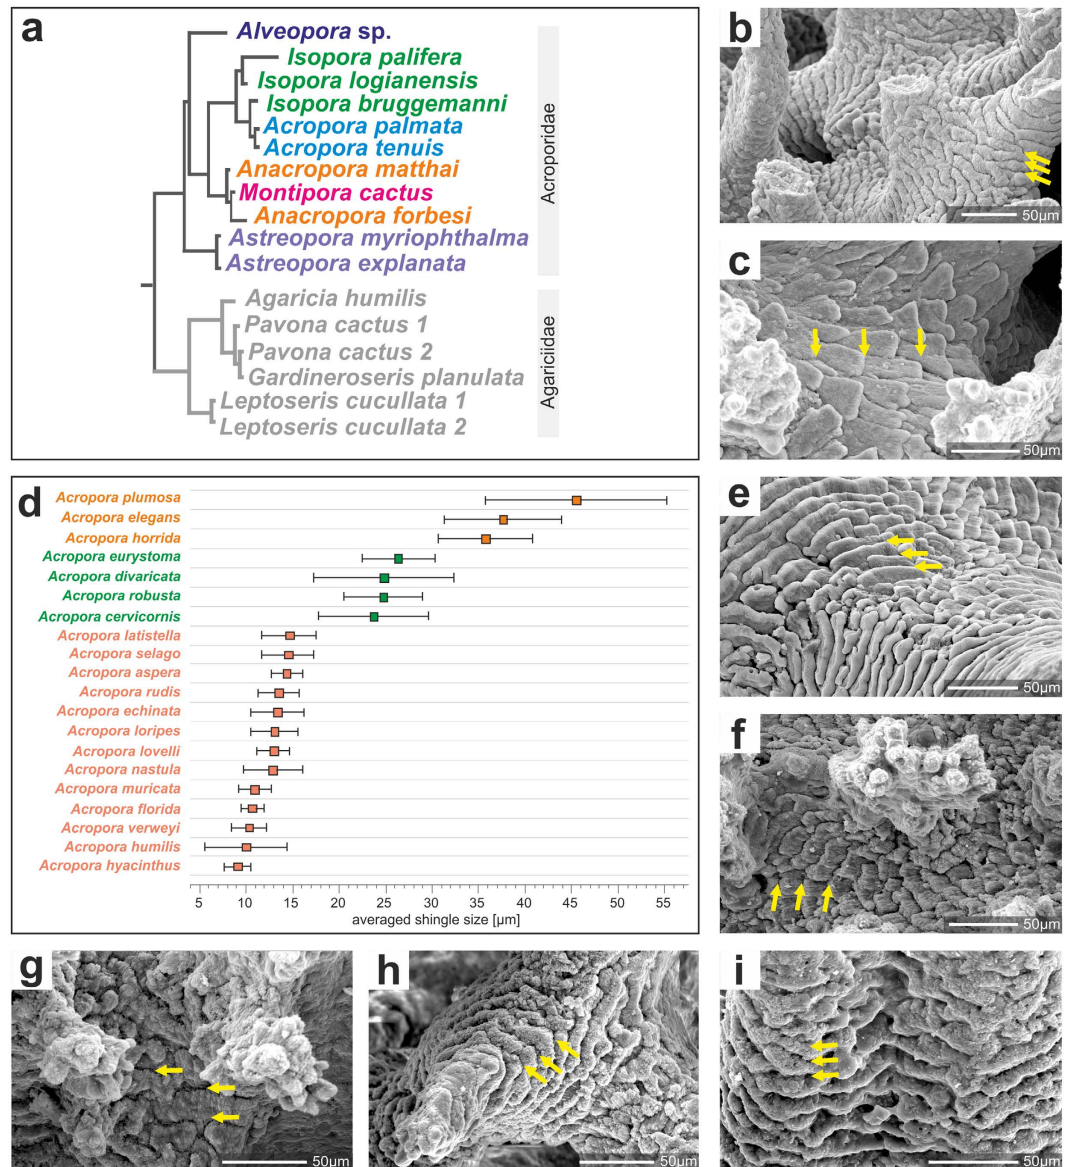 a
Alveopora sp.
Isopora palifera
Isopora logianensis
Isopora bruggemanni
Acropora palmata
Acropora tenuis
Anacropora matthai
Montipora cactus
Anacropora forbesi
Astreopora myriophthalma
Astreopora explanata
Acroporidae
Agaricia humilis
Pavona cactus 1
Pavona cactus 2
Gardineroseris planulata
Leptoseris cucullata 1
Leptoseris cucullata 2
Agariciidae
b
50µm
c
50µm
d
Acropora plumosa
Acropora elegans
Acropora horrida
Acropora eurystoma
Acropora divaricata
Acropora robusta
Acropora cervicornis
Acropora latistella
Acropora selago
Acropora aspera
Acropora rudis
Acropora echinata
Acropora loripes
Acropora lovelli
Acropora nastula
Acropora muricata
Acropora florida
Acropora verweyi
Acropora humilis
Acropora hyacinthus
5 10 15 20 25 30 35 40 45 50 55
averaged shingle size [µm]
e
50µm
f
50µm
g
50µm
h
50µm
i
50µm